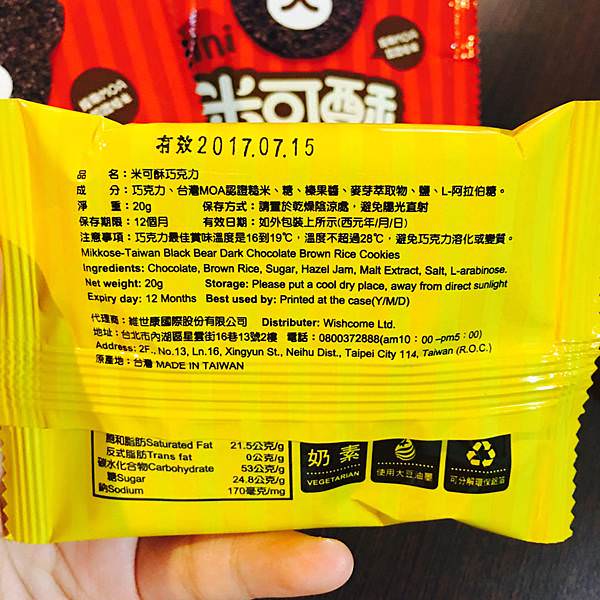 ini
米可酥
有效2017.07.15
品 名：米可酥巧克力
成 分：巧克力、台灣MOA認證糙米、糖、榛果醬、麥芽萃取物、鹽、L-阿拉伯糖。
淨 重：20g 保存方式：請置於乾燥陰涼處，避免陽光直射
保存期限：12個月 有效日期：如外包裝上所示(西元年/月/日)
注意事項：巧克力最佳賞味溫度是16到19℃，溫度不超過28℃，避免巧克力溶化或變質。
Mikkose-Taiwan Black Bear Dark Chocolate Brown Rice Cookies
Ingredients: Chocolate, Brown Rice, Sugar, Hazel Jam, Malt Extract, Salt, L-arabinose.
Net weight: 20g Storage: Please put a cool dry place, away from direct sunlight
Expiry day: 12 Months Best used by: Printed at the case(Y/M/D)
代理商：維世康國際股份有限公司 Distributer: Wishcome Ltd.
地址：台北市內湖區星雲街16巷13號2樓 電話：0800372888(am10：00 –pm5：00)
Address: 2F., No.13, Ln.16, Xingyun St., Neihu Dist., Taipei City 114, Taiwan (R.O.C.)
原產地：台灣 MADE IN TAIWAN
飽和脂肪Saturated Fat 21.5公克/g
反式脂肪Trans fat 0公克/g
碳水化合物Carbohydrate 53公克/g
糖Sugar 24.8公克/g
鈉Sodium 170毫克/mg
奶素
VEGETARIAN
使用大豆油墨
可分解環保鋁箔